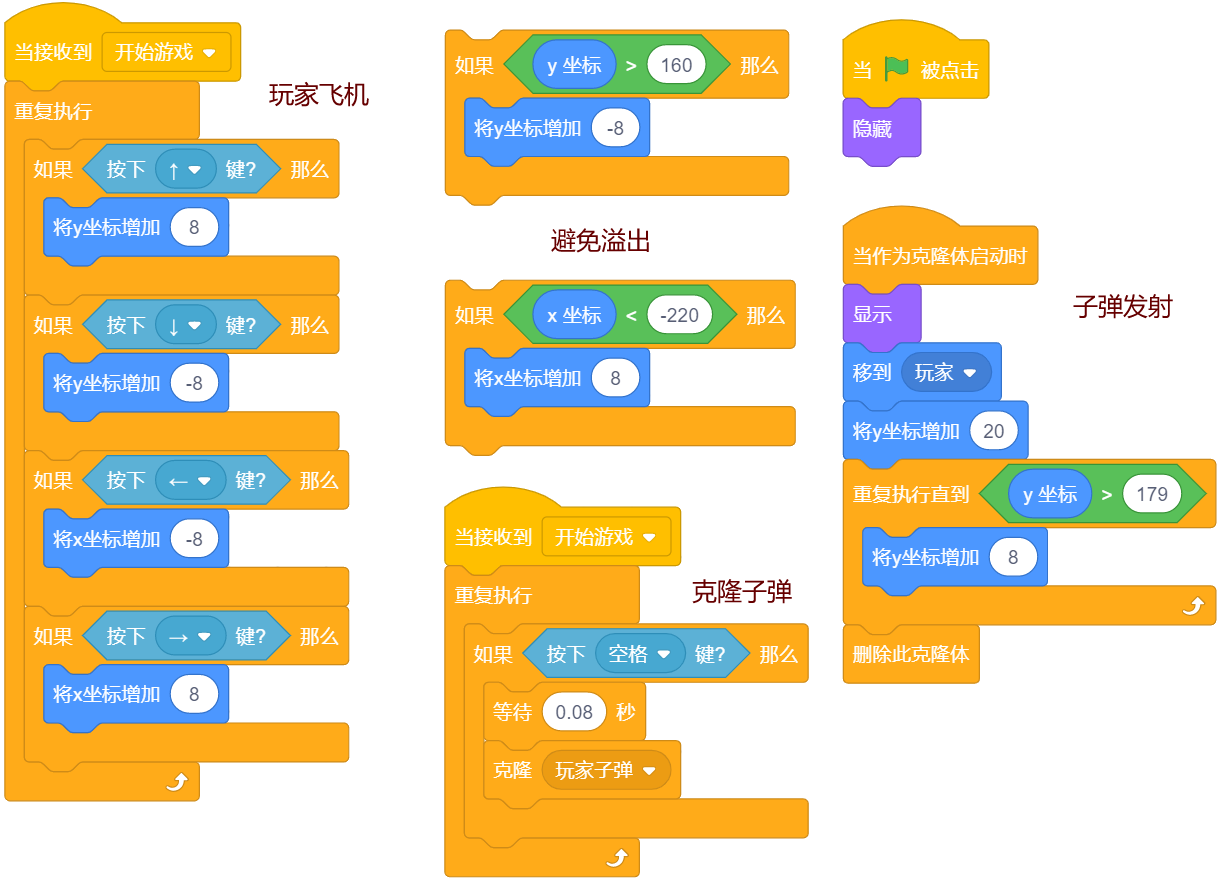 当接收到 开始游戏
重复执行
如果 按下 ↑ 键? 那么
将y坐标增加 8
如果 按下 ↓ 键? 那么
将y坐标增加 -8
如果 按下 ← 键? 那么
将x坐标增加 -8
如果 按下 → 键? 那么
将x坐标增加 8
玩家飞机
如果 y 坐标 > 160 那么
将y坐标增加 -8
避免溢出
如果 x 坐标 < -220 那么
将x坐标增加 8
当接收到 开始游戏
重复执行
克隆子弹
如果 按下 空格 键? 那么
等待 0.08 秒
克隆 玩家子弹
当 被点击
隐藏
当作为克隆体启动时
显示
子弹发射
移到 玩家
将y坐标增加 20
重复执行直到 y 坐标 > 179
将y坐标增加 8
删除此克隆体